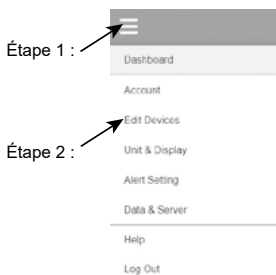 Étape 1 :
Dashboard
Account
Edit Devices
Étape 2 :
Unit & Display
Alert Setting
Data & Server
Help
Log Out